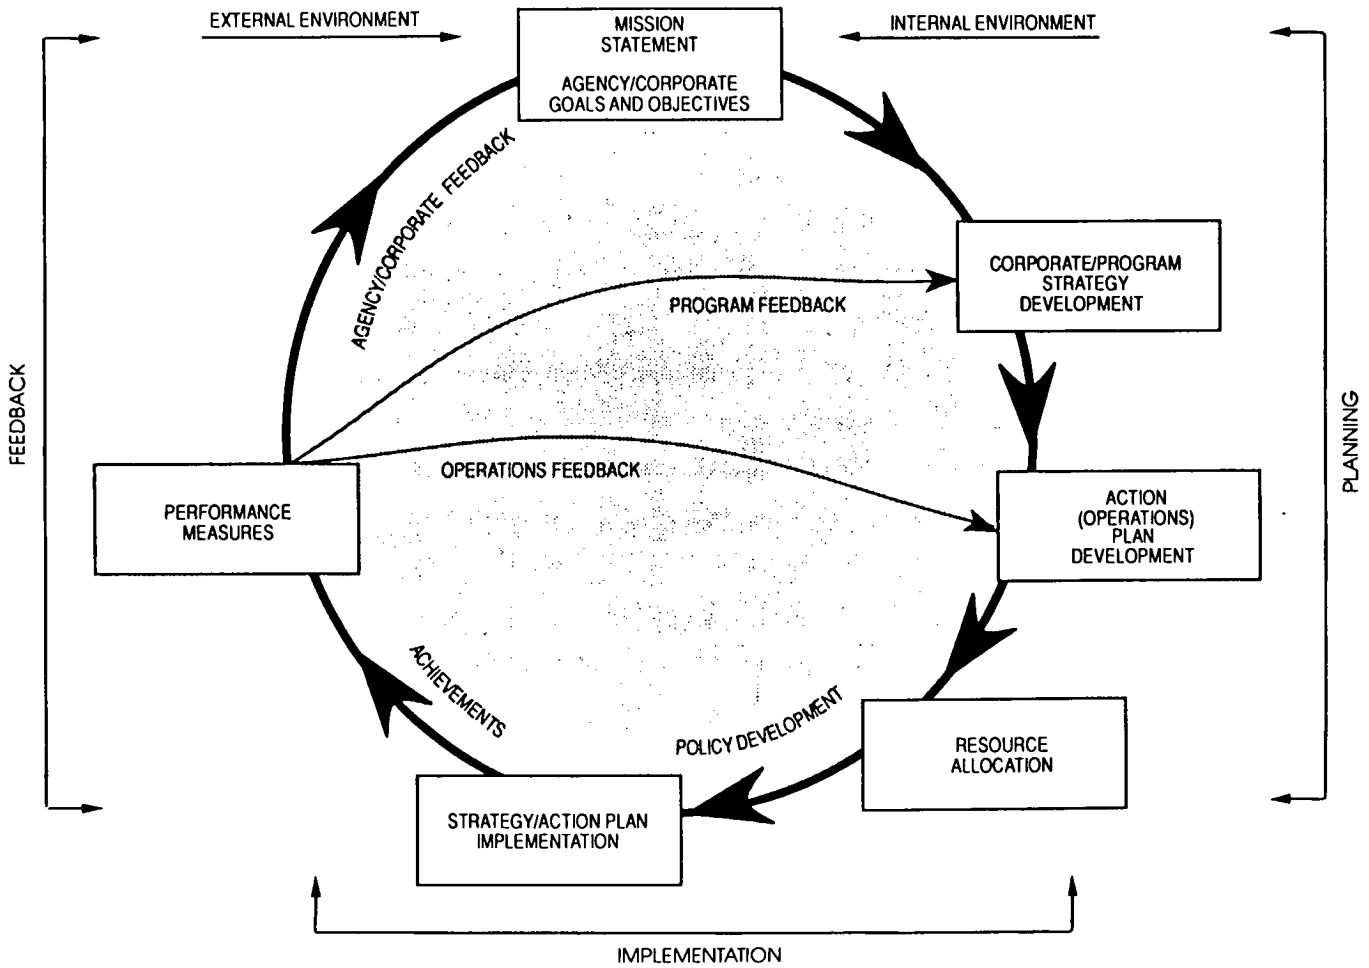 EXTERNAL ENVIRONMENT
MISSION
STATEMENT
AGENCY/CORPORATE
GOALS AND OBJECTIVES
INTERNAL ENVIRONMENT
AGENCY/CORPORATE FEEDBACK
CORPORATE/PROGRAM
STRATEGY
DEVELOPMENT
PROGRAM FEEDBACK
FEEDBACK
PLANNING
OPERATIONS FEEDBACK
PERFORMANCE
MEASURES
ACTION
(OPERATIONS)
PLAN
DEVELOPMENT
ACHIEVEMENTS
POLICY DEVELOPMENT
RESOURCE
ALLOCATION
STRATEGY/ACTION PLAN
IMPLEMENTATION
IMPLEMENTATION